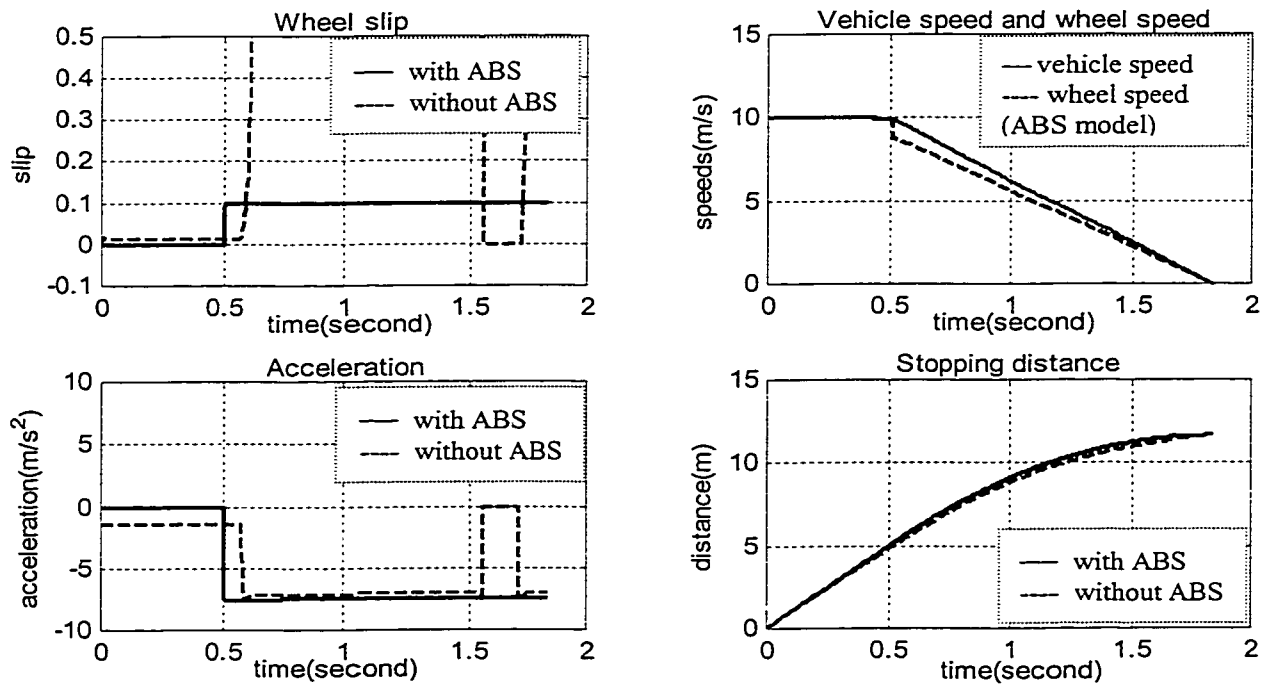 Wheel slip
0.5
0.4
0.3
0.2
0.1
0
-0.1
slip
with ABS
without ABS
0
0.5
1
1.5
2
time(second)
Vehicle speed and wheel speed
15
10
5
0
speeds(m/s)
vehicle speed
wheel speed
(ABS model)
0
0.5
1
1.5
2
time(second)
Acceleration
10
5
0
-5
-10
acceleration(m/s²)
with ABS
without ABS
0
0.5
1
1.5
2
time(second)
Stopping distance
15
10
5
0
distance(m)
with ABS
without ABS
0
0.5
1
1.5
2
time(second)